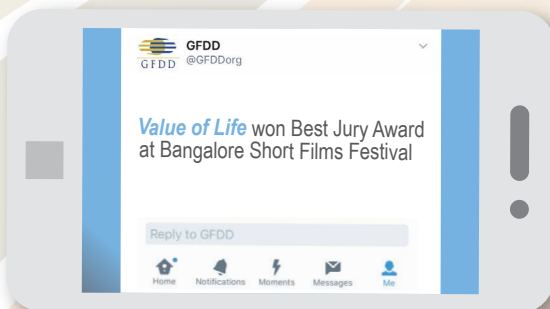 GFDD
@GFDDorg
GFDD
Value of Life won Best Jury Award
at Bangalore Short Films Festival
Reply to GFDD
Home Notifications Moments Messages Me